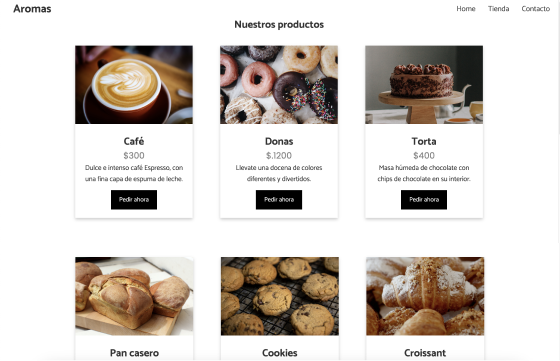 Aromas
Home Tienda Contacto
Nuestros productos
Café
$300
Dulce e intenso café Espresso, con
una fina capa de espuma de leche.
Pedir ahora
Donas
$.1200
Llevate una docena de colores
diferentes y divertidos.
Pedir ahora
Torta
$400
Masa húmeda de chocolate con
chips de chocolate en su interior.
Pedir ahora
Pan casero
Cookies
Croissant